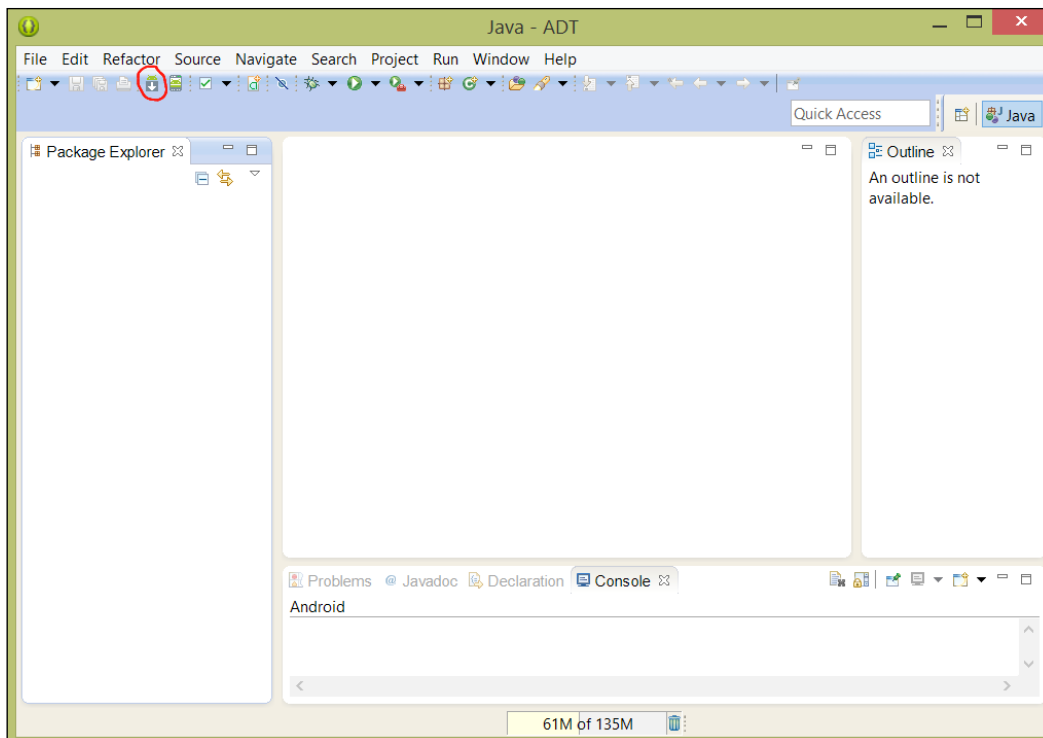 Java - ADT
File Edit Refactor Source Navigate Search Project Run Window Help
Quick Access
Java
Package Explorer
Outline
An outline is not
available.
Problems @ Javadoc Declaration Console
Android
61M of 135M